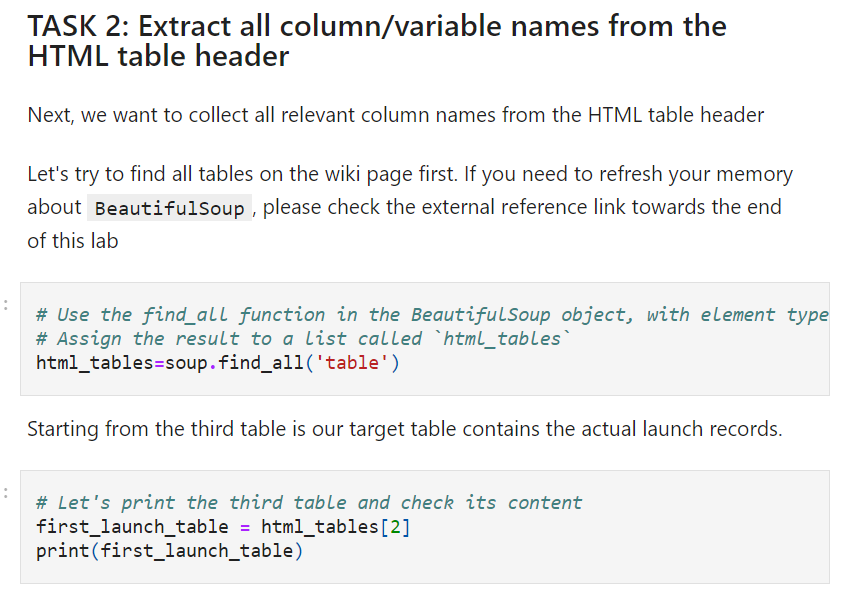 TASK 2: Extract all column/variable names from the
HTML table header
Next, we want to collect all relevant column names from the HTML table header
Let's try to find all tables on the wiki page first. If you need to refresh your memory
about BeautifulSoup , please check the external reference link towards the end
of this lab
:
# Use the find_all function in the BeautifulSoup object, with element type
# Assign the result to a list called `html_tables`
html_tables=soup.find_all('table')
Starting from the third table is our target table contains the actual launch records.
:
# Let's print the third table and check its content
first_launch_table = html_tables[2]
print(first_launch_table)